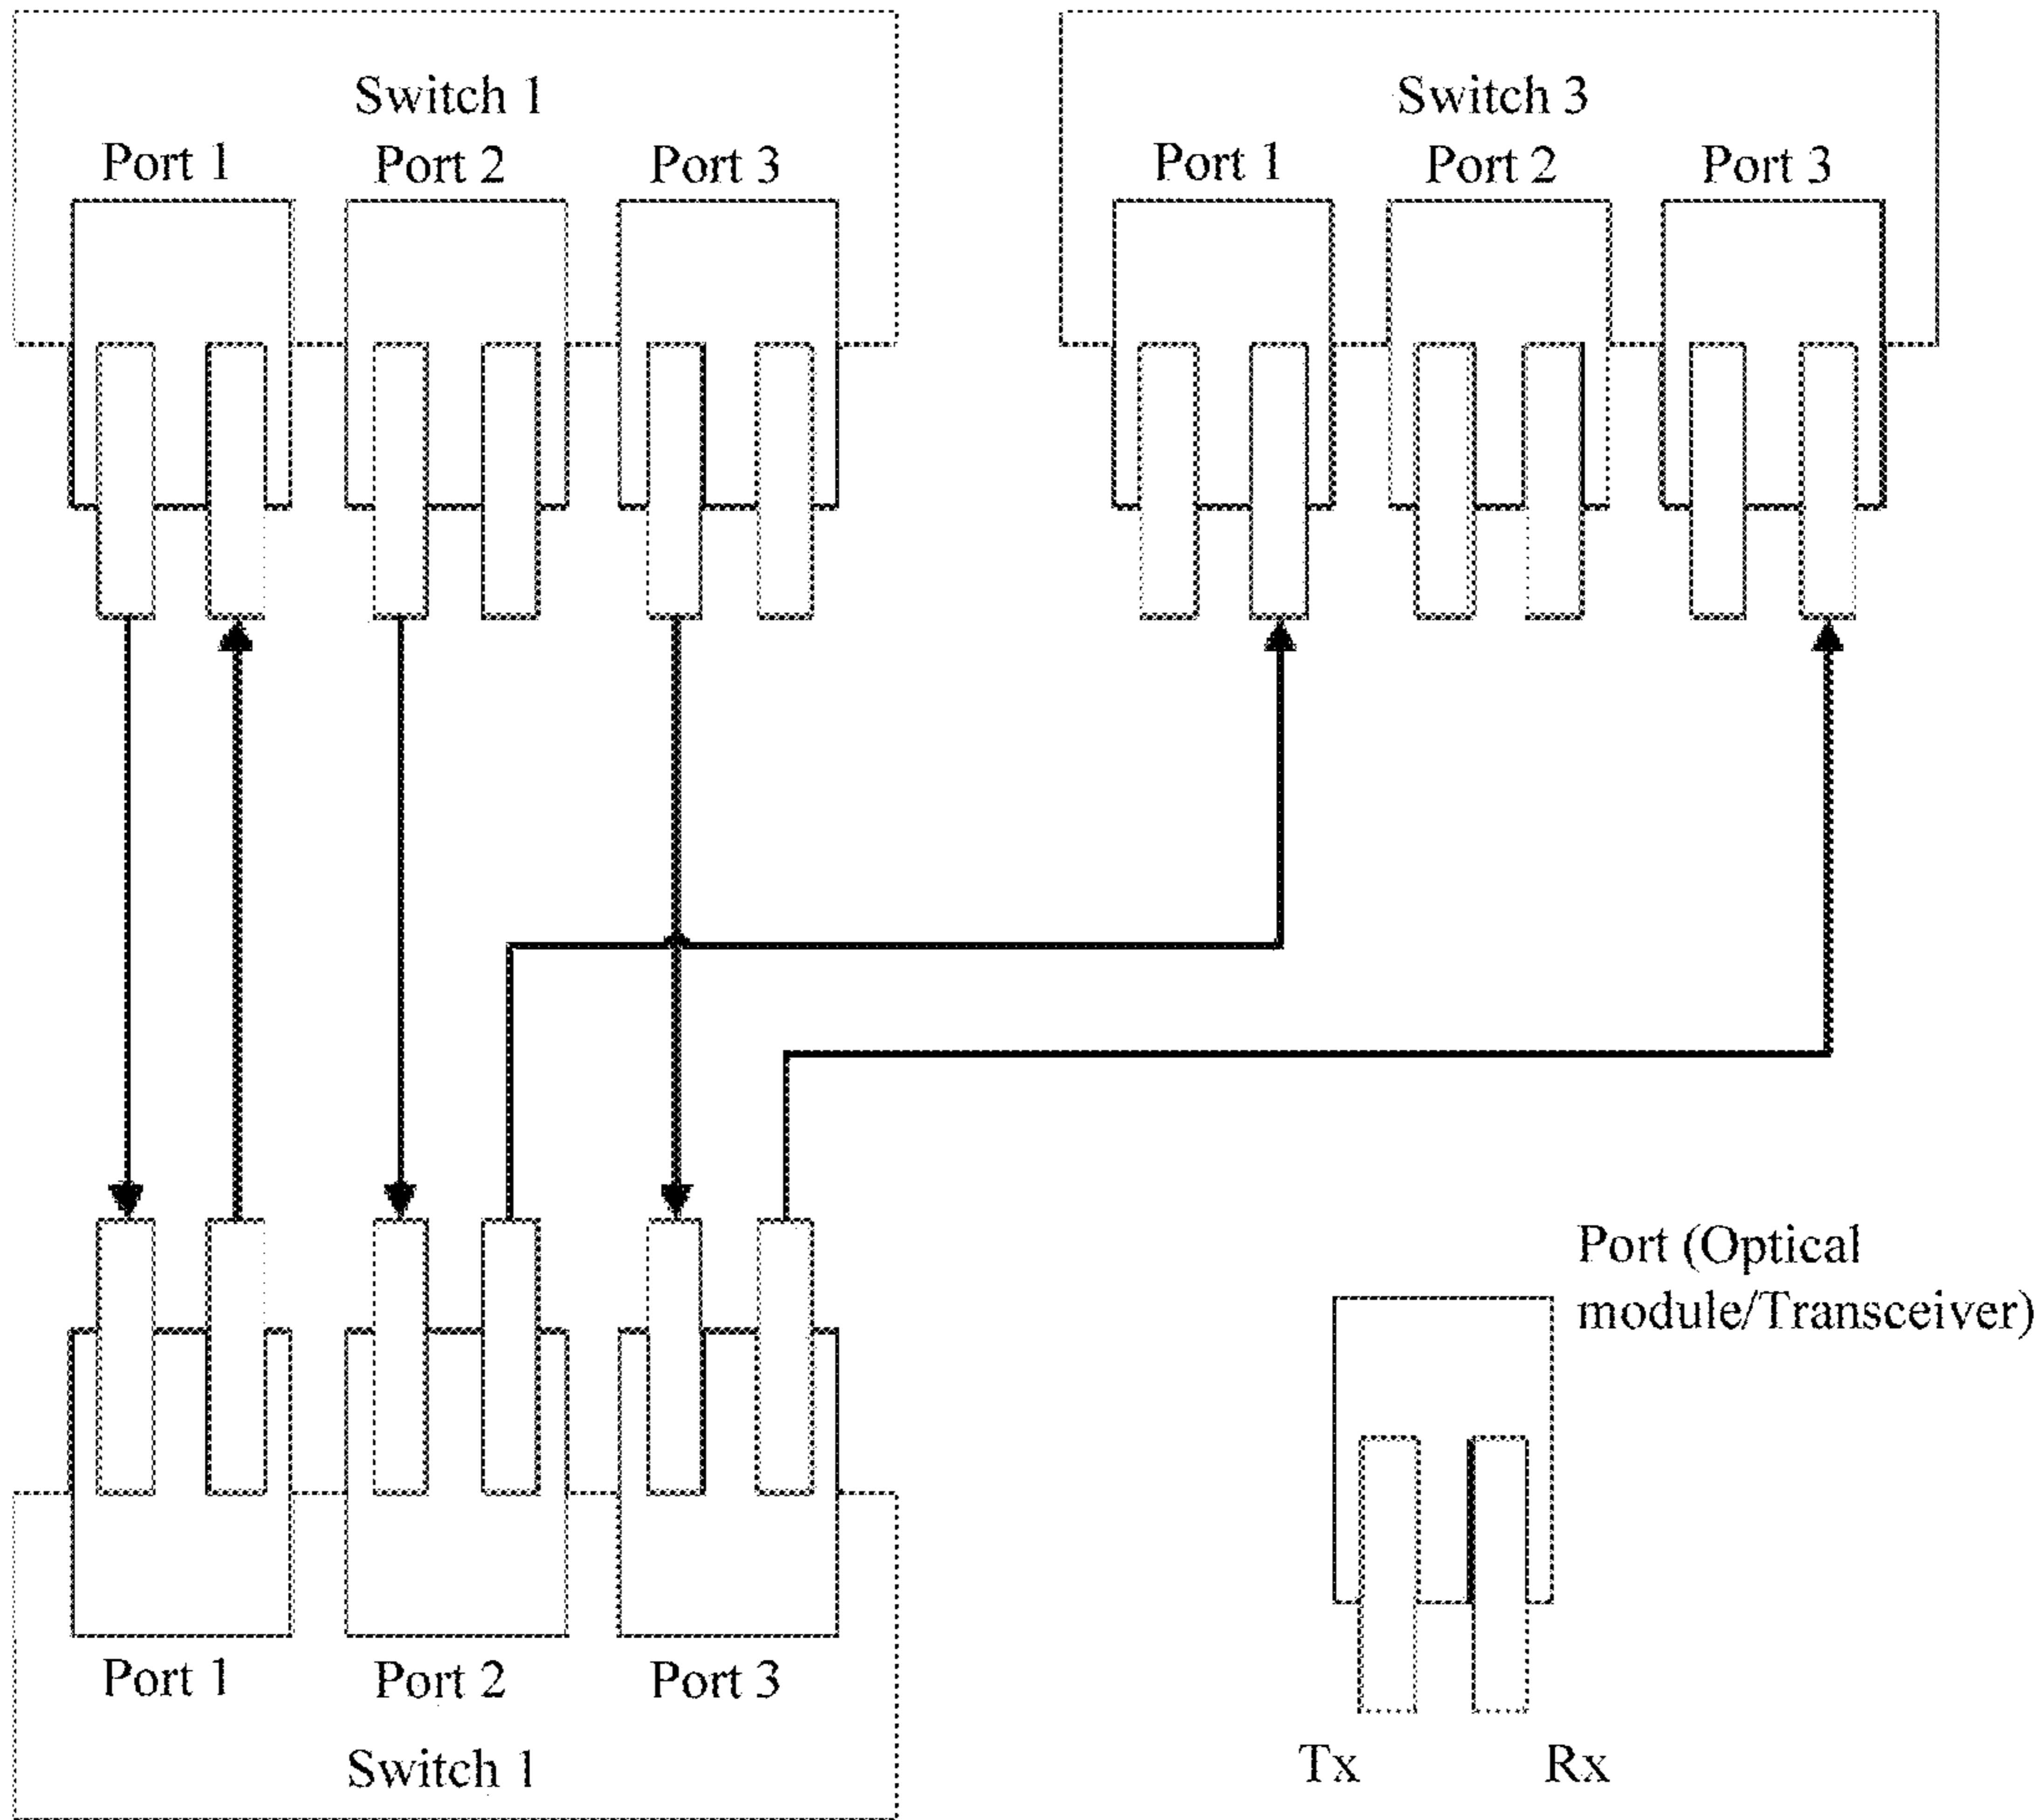 Switch 1
Port 1 Port 2 Port 3
Switch 3
Port 1 Port 2 Port 3
Port (Optical
module/Transceiver)
Tx Rx
Port 1 Port 2 Port 3
Switch 1